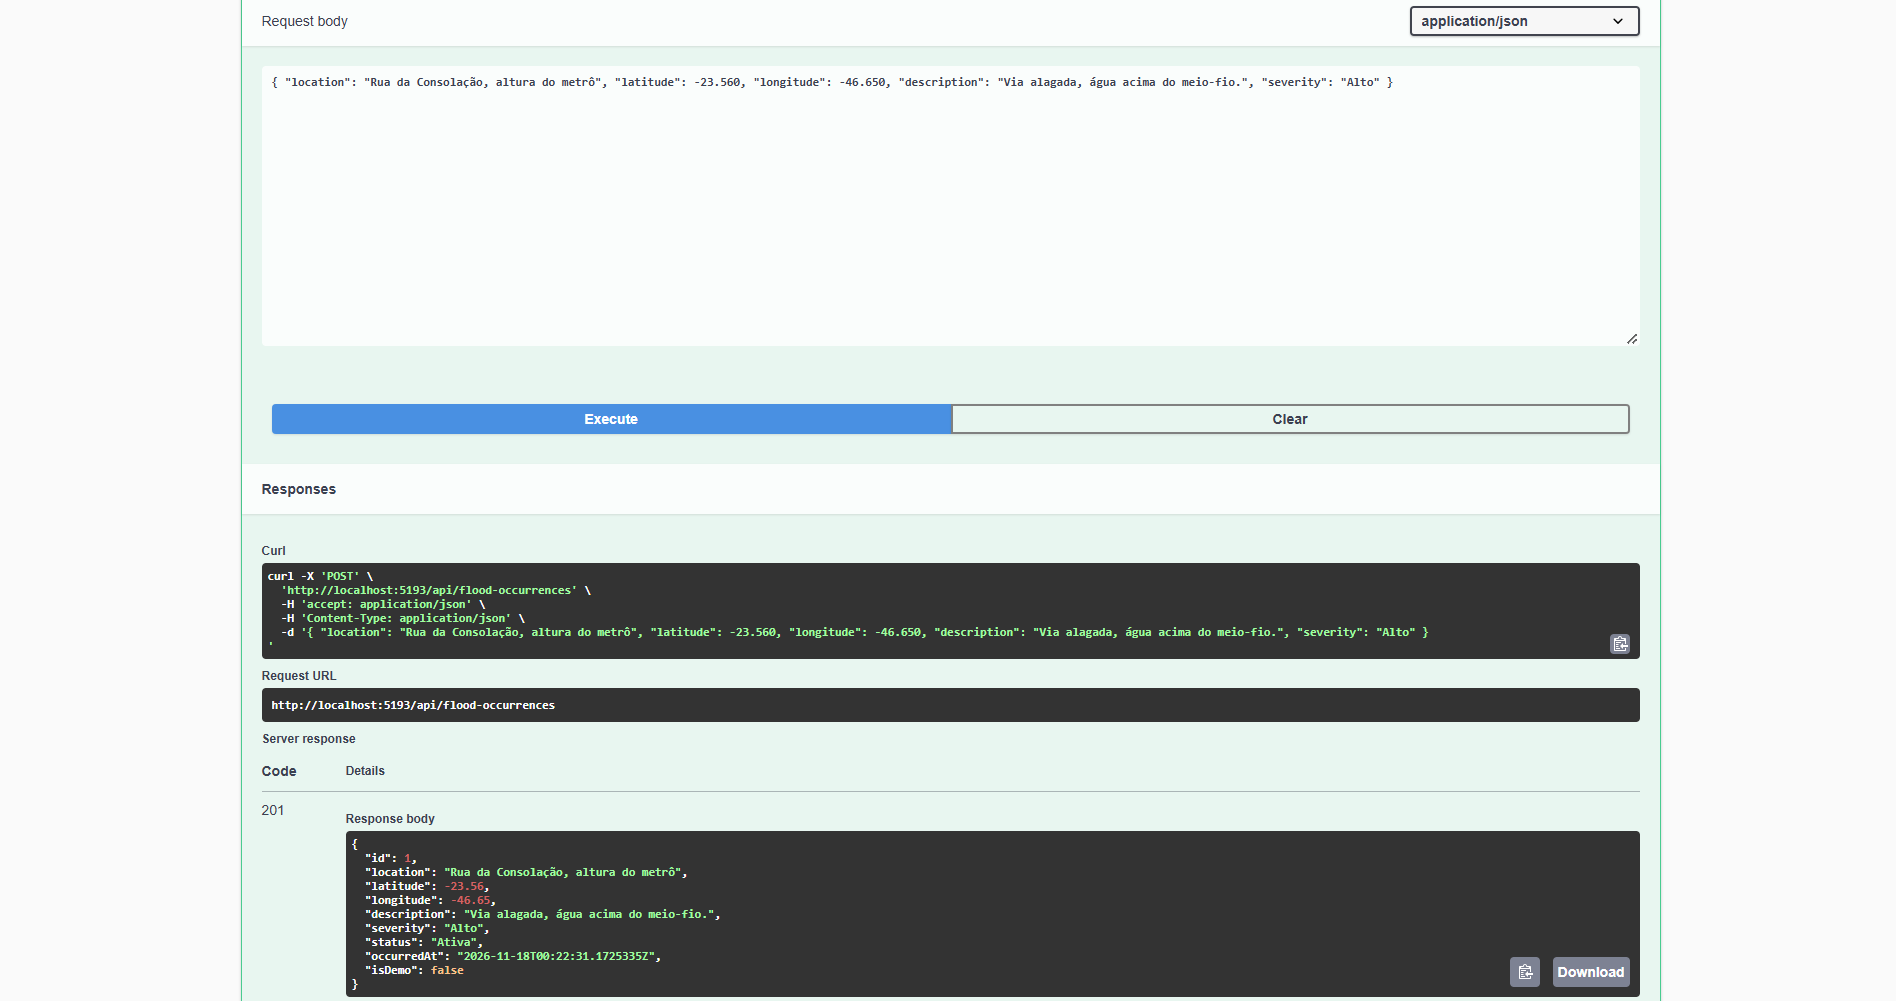 Request body
application/json
{ "location": "Rua da Consolação, altura do metrô", "latitude": -23.560, "longitude": -46.650, "description": "Via alagada, água acima do meio-fio.", "severity": "Alto" }
Execute
Clear
Responses
Curl
curl -X 'POST' \
  'http://localhost:5193/api/flood-occurrences' \
  -H 'accept: application/json' \
  -H 'Content-Type: application/json' \
  -d '{ "location": "Rua da Consolação, altura do metrô", "latitude": -23.560, "longitude": -46.650, "description": "Via alagada, água acima do meio-fio.", "severity": "Alto" }
'
Request URL
http://localhost:5193/api/flood-occurrences
Server response
Code
Details
201
Response body
{
  "id": 1,
  "location": "Rua da Consolação, altura do metrô",
  "latitude": -23.56,
  "longitude": -46.65,
  "description": "Via alagada, água acima do meio-fio.",
  "severity": "Alto",
  "status": "Ativa",
  "occurredAt": "2026-11-18T00:22:31.1725335Z",
  "isDemo": false
}
Download